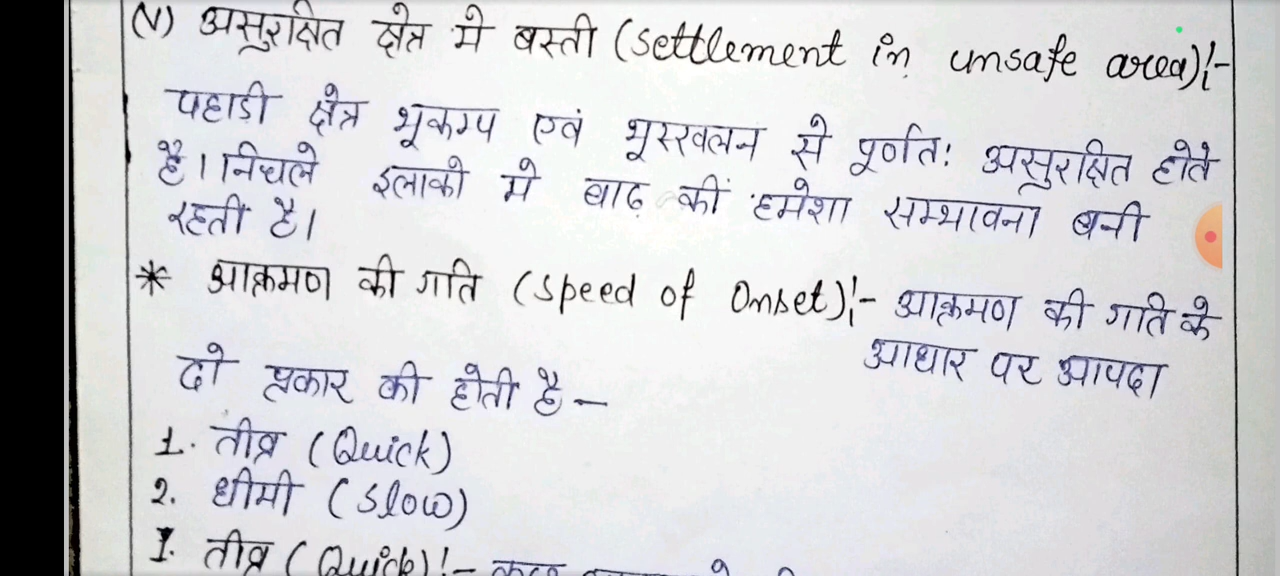 (V) असुरक्षित क्षेत्र मे बस्ती (settlement in unsafe area):-
पहाडी क्षेत्र भूकम्प एवं भूस्खलन से पूर्णत: असुरक्षित होते
है। निचले इलाको मे बाढ़ की हमेशा सम्भावना बनी
रहती है।
* आक्रमण की गति (Speed of Onset):- आक्रमण की गति के
आधार पर आपदा
दो प्रकार की होती है -
1. तीव्र (Quick)
2. धीमी (Slow)
1. तीव्र (Quick):-